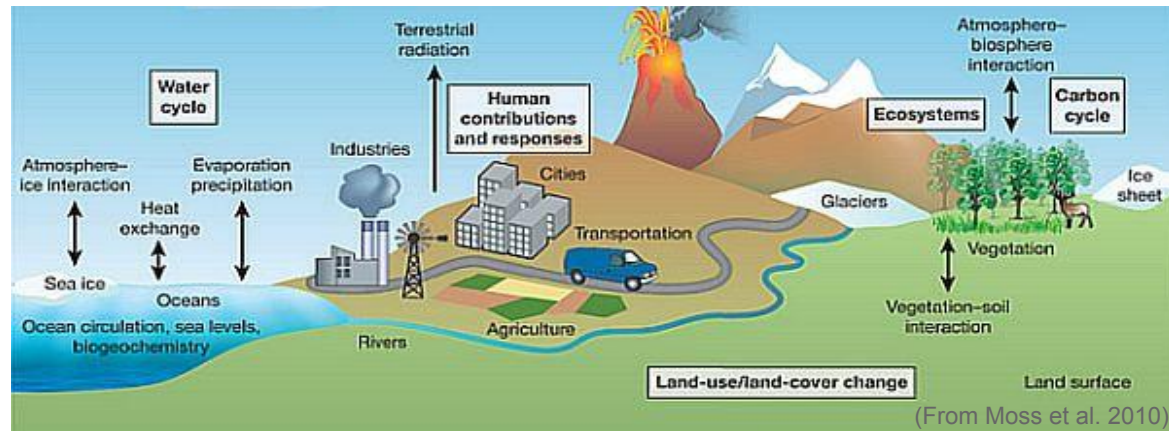 Terrestrial
radiation
Atmosphero–
biosphere
interaction
Water
cyclo
Human
contributions
and responses
Ecosystems
Carbon
cycle
Industries
Atmosphere–
ice Interaction
Evaporation
precipitation
Cities
Ice
sheet
Heat
exchange
Glaciers
Transportation
Vegetation
Sea ice
Oceans
Ocean circulation, sea levels,
biogeochemistry
Rivers
Agriculture
Vegetation–soil
interaction
Land-use/land-cover change
Land surface
(From Moss et al. 2010)